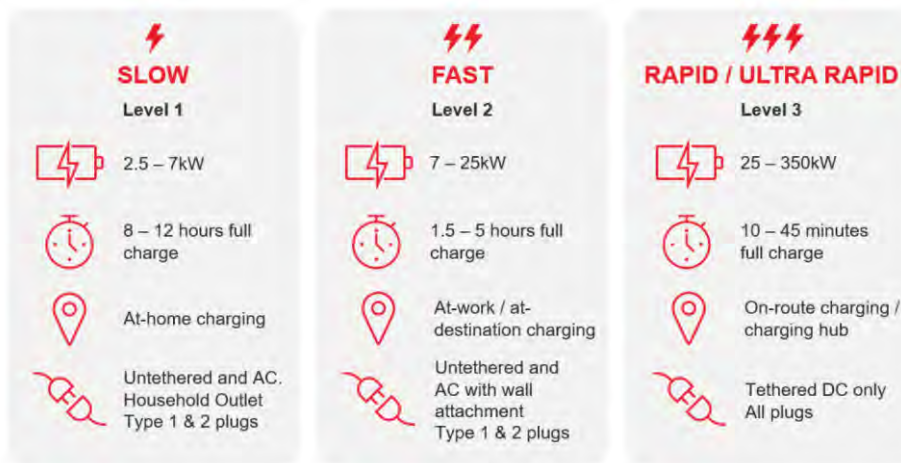 SLOW
Level 1
2.5 – 7kW
8 – 12 hours full
charge
At-home charging
Untethered and AC.
Household Outlet
Type 1 & 2 plugs
FAST
Level 2
7 – 25kW
1.5 – 5 hours full
charge
At-work / at-
destination charging
Untethered and
AC with wall
attachment
Type 1 & 2 plugs
RAPID / ULTRA RAPID
Level 3
25 – 350kW
10 – 45 minutes
full charge
On-route charging /
charging hub
Tethered DC only
All plugs